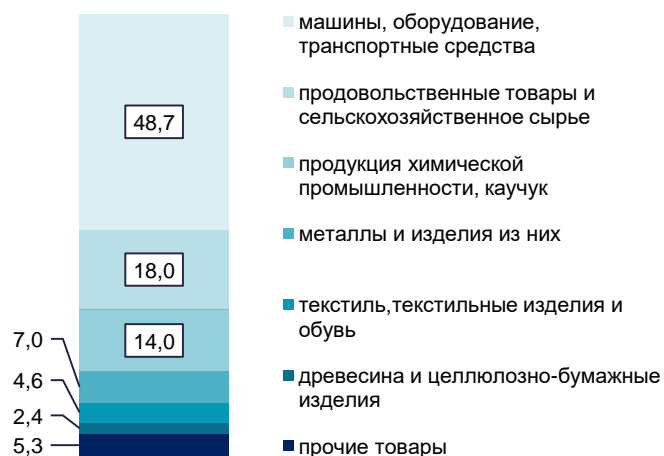 машины, оборудование,
транспортные средства
48,7
продовольственные товары и
сельскохозяйственное сырье
продукция химической
промышленности, каучук
металлы и изделия из них
18,0
текстиль,текстильные изделия и
обувь
14,0
7,0
4,6
древесина и целлюлозно-бумажные
изделия
2,4
5,3
прочие товары